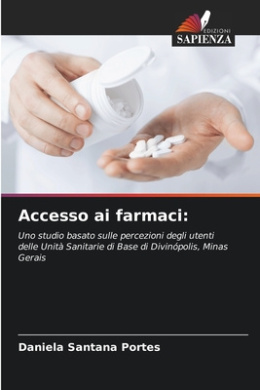 EDIZIONI
SAPIENZA
Accesso ai farmaci:
Uno studio basato sulle percezioni degli utenti
delle Unità Sanitarie di Base di Divinópolis, Minas
Gerais
Daniela Santana Portes